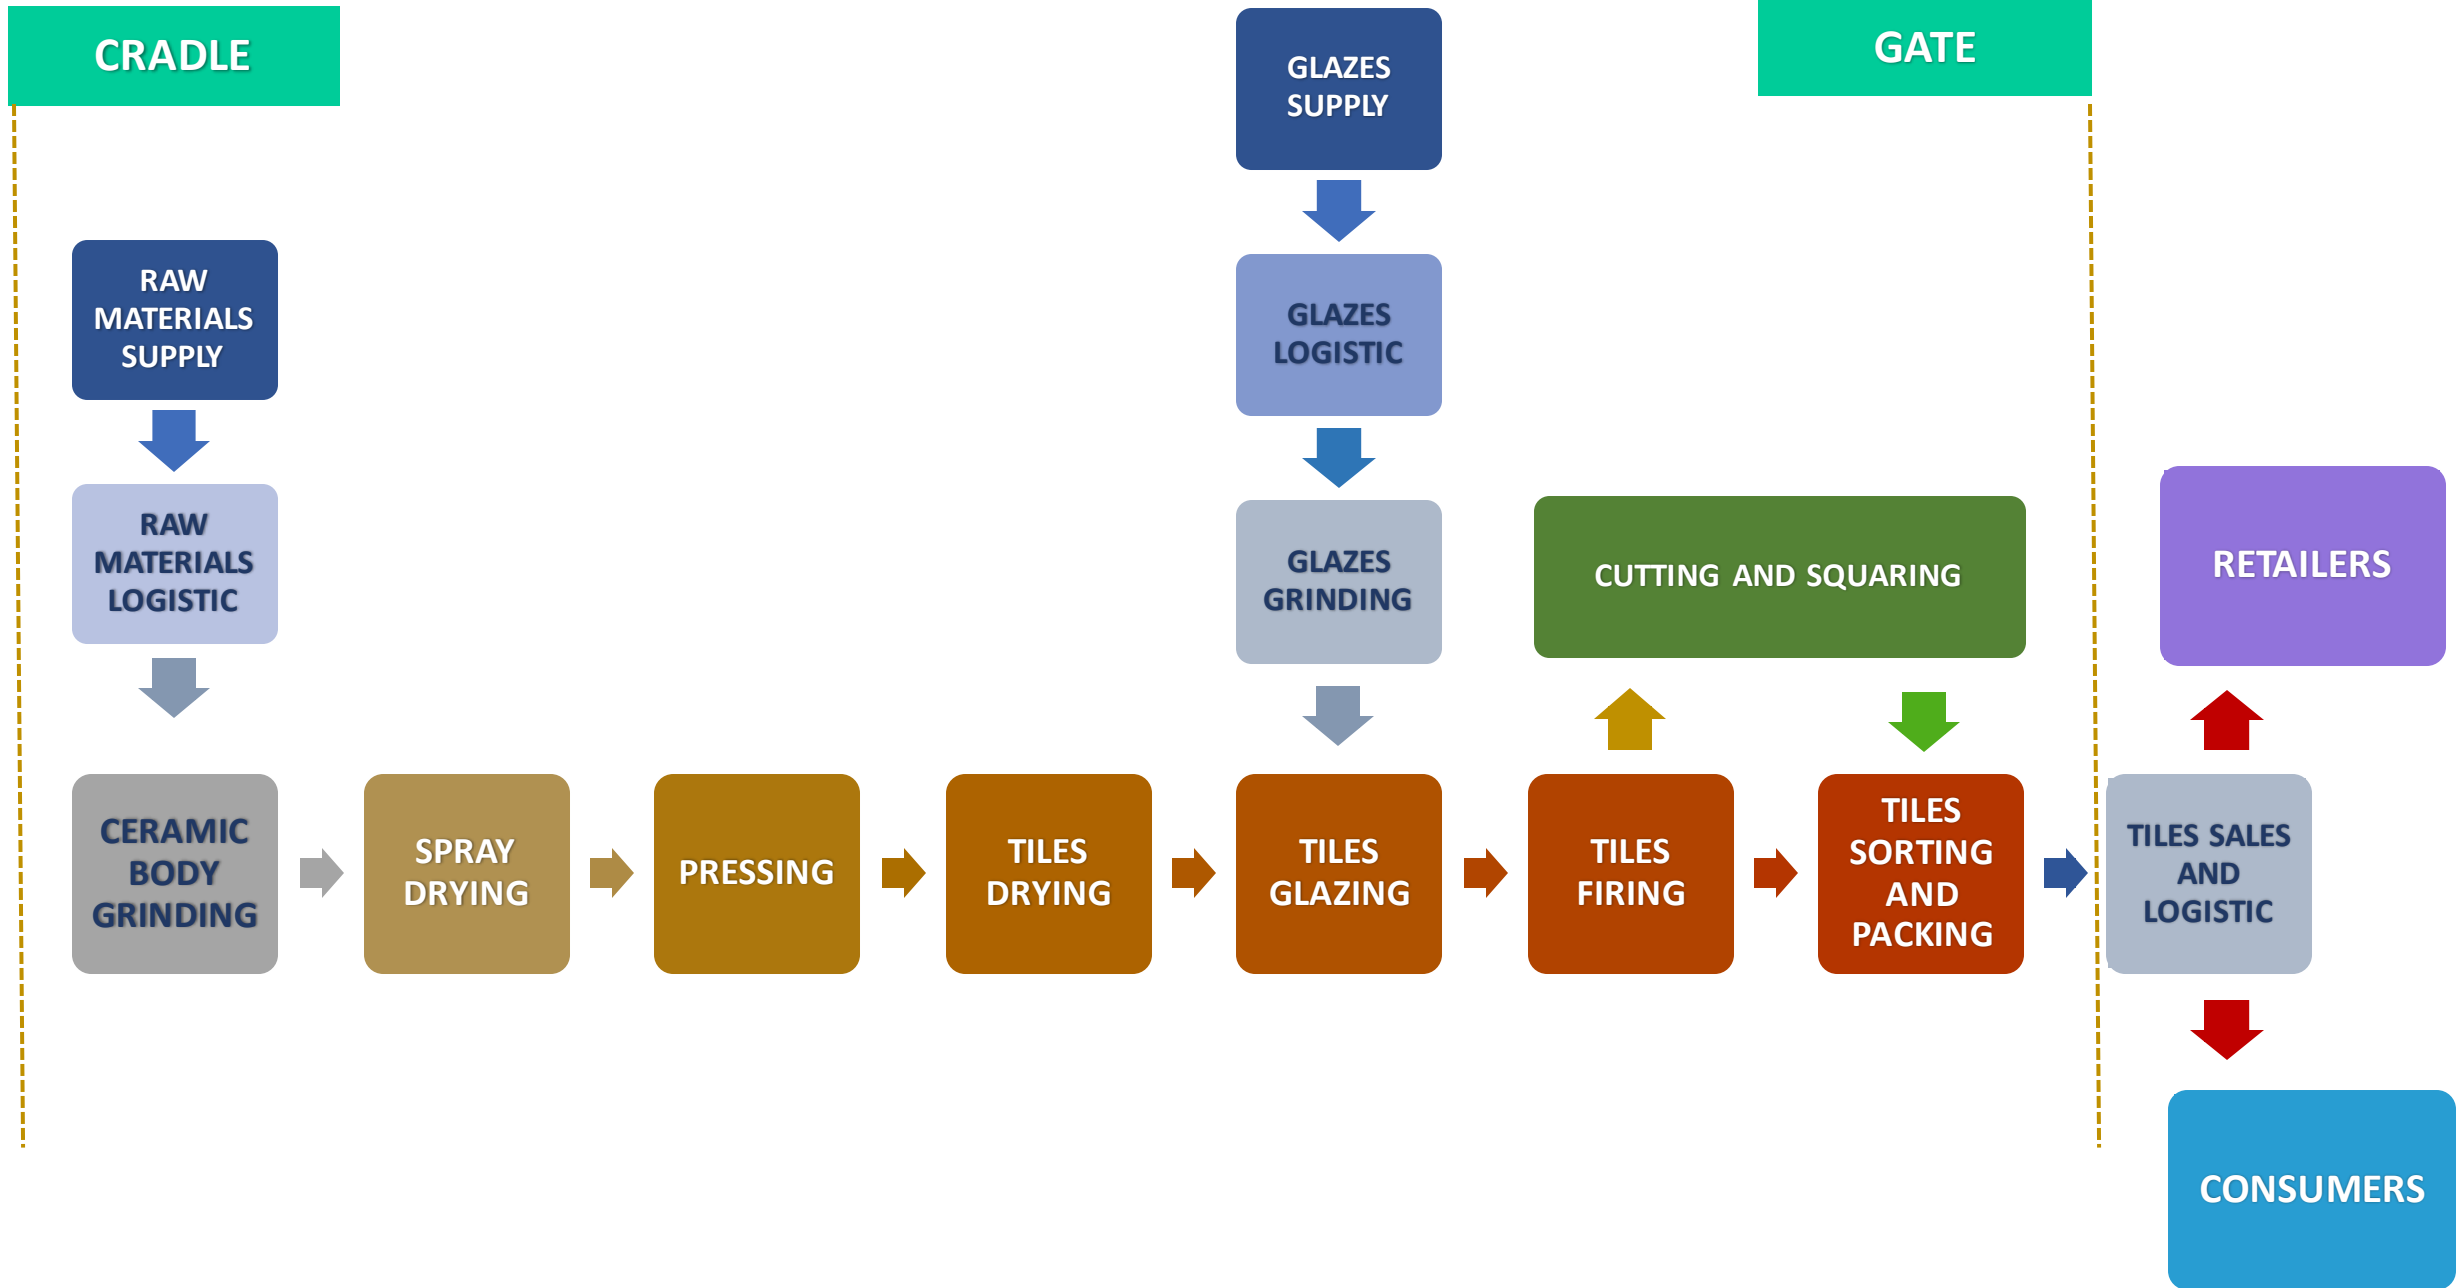 CRADLE
GATE
GLAZES
SUPPLY
RAW
MATERIALS
SUPPLY
GLAZES
LOGISTIC
RAW
MATERIALS
LOGISTIC
GLAZES
GRINDING
CUTTING AND SQUARING
RETAILERS
CERAMIC
BODY
GRINDING
SPRAY
DRYING
PRESSING
TILES
DRYING
TILES
GLAZING
TILES
FIRING
TILES
SORTING
AND
PACKING
TILES SALES
AND
LOGISTIC
CONSUMERS